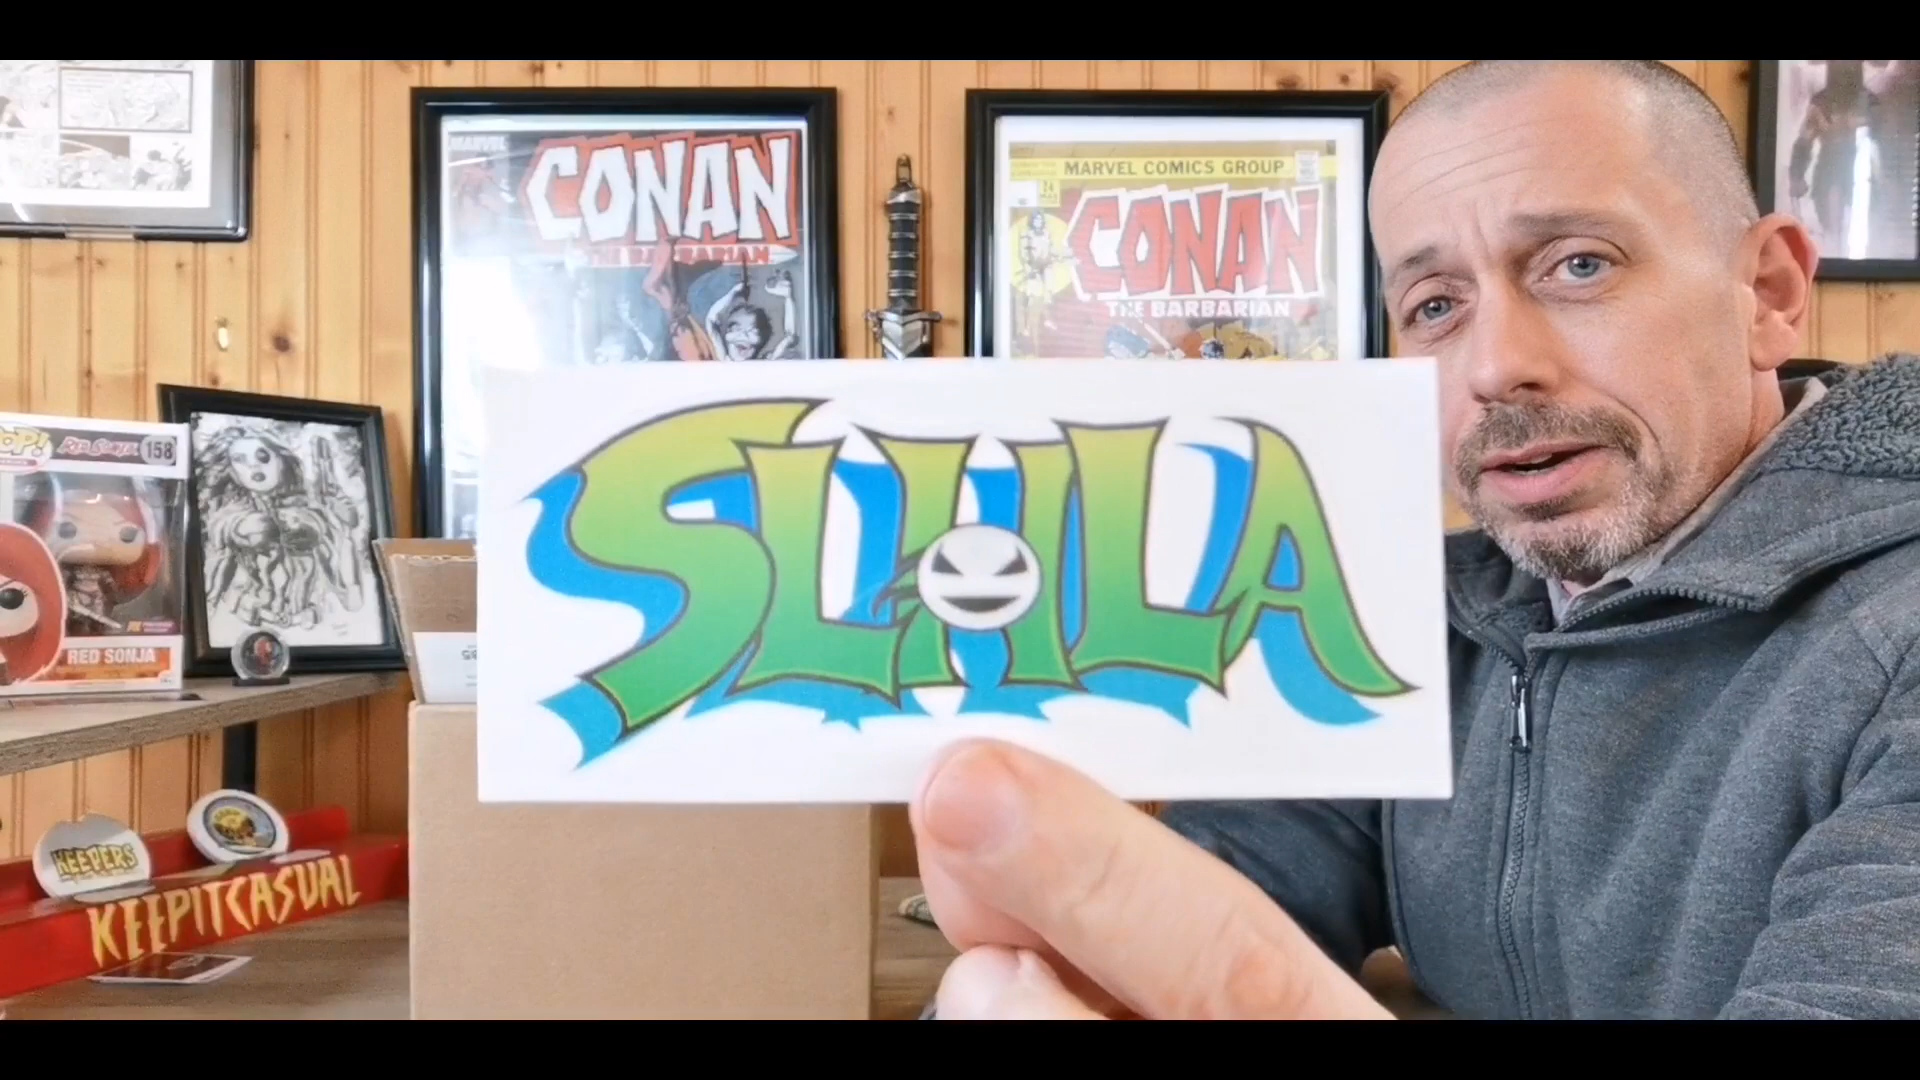 MARVEL
CONAN
THE BARBARIAN
MARVEL COMICS GROUP
24
CONAN
THE BARBARIAN
POP!
RED SONJA
158
RED SONJA
SLHLA
KEEPERS
KEEPITCASUAL